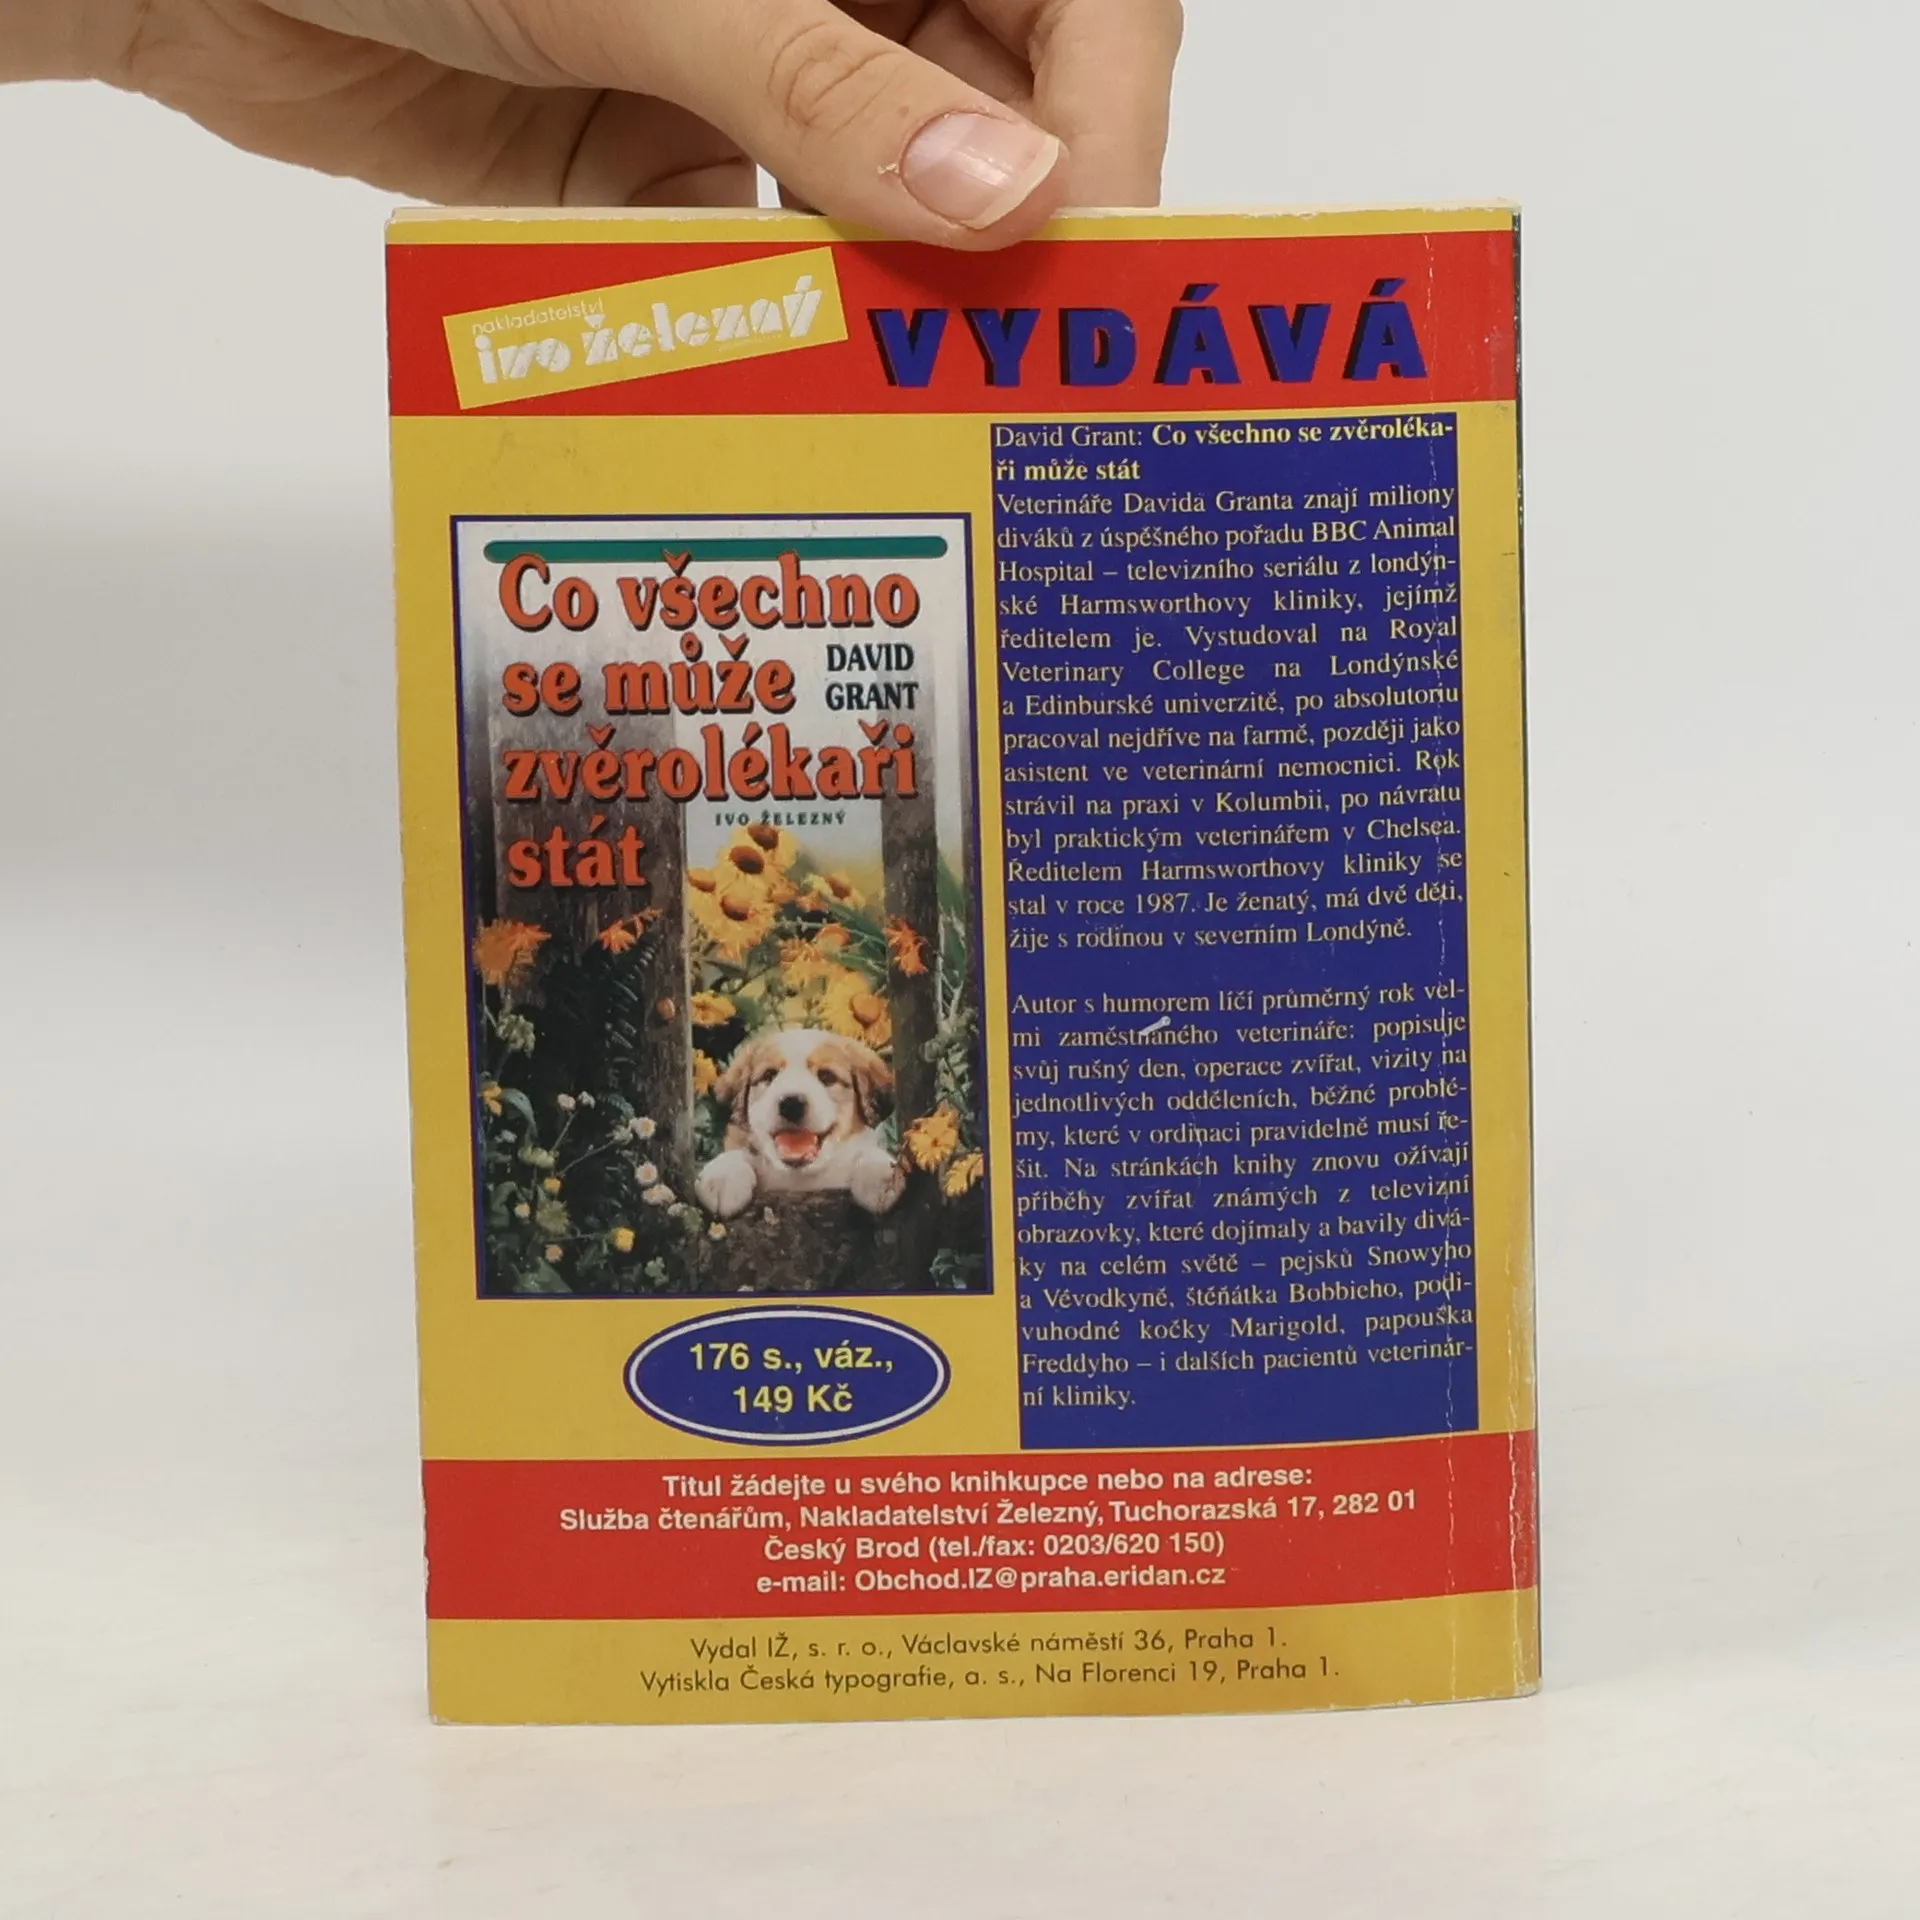 nakladatelství
ivo železný
VYDÁVÁ
Co všechno
se může
DAVID
GRANT
zvěrolékaři
IVO ŽELEZNÝ
stát
176 s., váz.,
149 Kč
David Grant: Co všechno se zvěroléka-
ři může stát
Veterináře Davida Granta znají miliony
diváků z úspěšného pořadu BBC Animal
Hospital – televizního seriálu z londýn-
ské Harmsworthovy kliniky, jejímž
ředitelem je. Vystudoval na Royal
Veterinary College na Londýnské
a Edinburské univerzitě, po absolutoriu
pracoval nejdříve na farmě, později jako
asistent ve veterinární nemocnici. Rok
strávil na praxi v Kolumbii, po návratu
byl praktickým veterinářem v Chelsea.
Ředitelem Harmsworthovy kliniky se
stal v roce 1987. Je ženatý, má dvě děti,
žije s rodinou v severním Londýně.
Autor s humorem líčí průměrný rok vel-
mi zaměstnaného veterináře: popisuje
svůj rušný den, operace zvířat, vizity na
jednotlivých odděleních, běžné problé-
my, které v ordinaci pravidelně musí ře-
šit. Na stránkách knihy znovu ožívají
příběhy zvířat známých z televizní
obrazovky, které dojímaly a bavily divá-
ky na celém světě – pejsků Snowyho
a Vévodkyně, štěňátka Bobbieho, podi-
vuhodné kočky Marigold, papouška
Freddyho – i dalších pacientů veterinár-
ní kliniky.
Titul žádejte u svého knihkupce nebo na adrese:
Služba čtenářům, Nakladatelství Železný, Tuchorazská 17, 282 01
Český Brod (tel./fax: 0203/620 150)
e-mail: Obchod.IZ@praha.eridan.cz
Vydal IŽ, s. r. o., Václavské náměstí 36, Praha 1.
Vytiskla Česká typografie, a. s., Na Florenci 19, Praha 1.